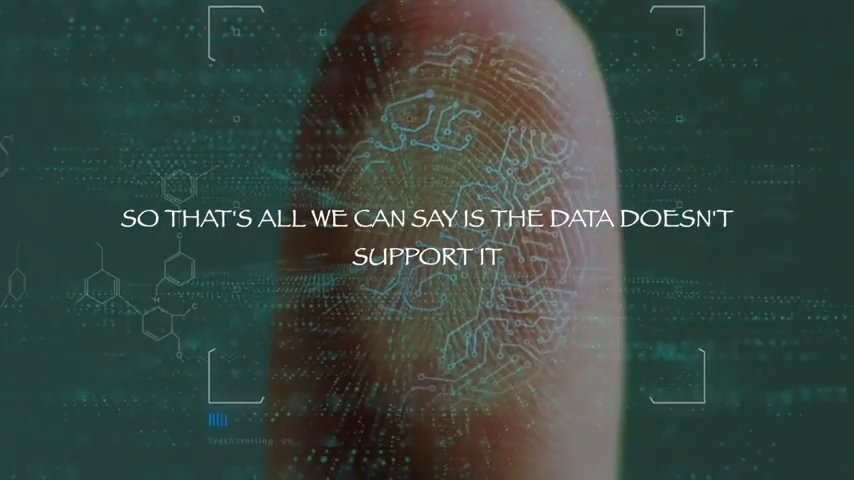 SO THAT'S ALL WE CAN SAY IS THE DATA DOESN'T
SUPPORT IT